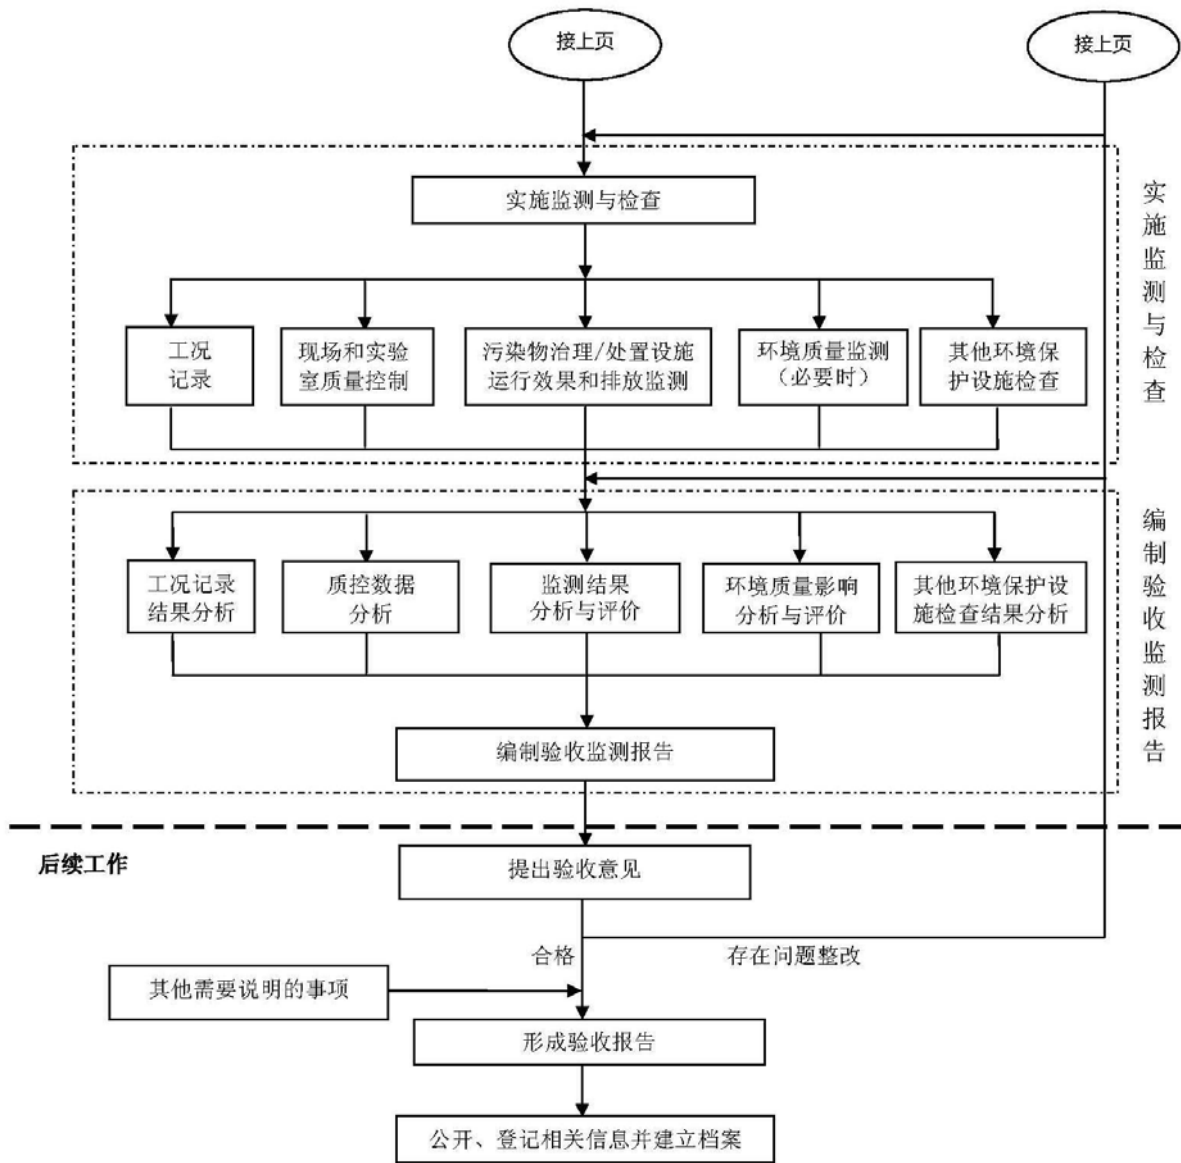 接上页
接上页
实施监测与检查
实施监测与检查
工况
记录
现场和实验
室质量控制
污染物治理/处置设施
运行效果和排放监测
环境质量监测
（必要时）
其他环境保
护设施检查
编制验收监测报告
工况记录
结果分析
质控数据
分析
监测结果
分析与评价
环境质量影响
分析与评价
其他环境保护设
施检查结果分析
编制验收监测报告
后续工作
提出验收意见
合格
存在问题整改
其他需要说明的事项
形成验收报告
公开、登记相关信息并建立档案